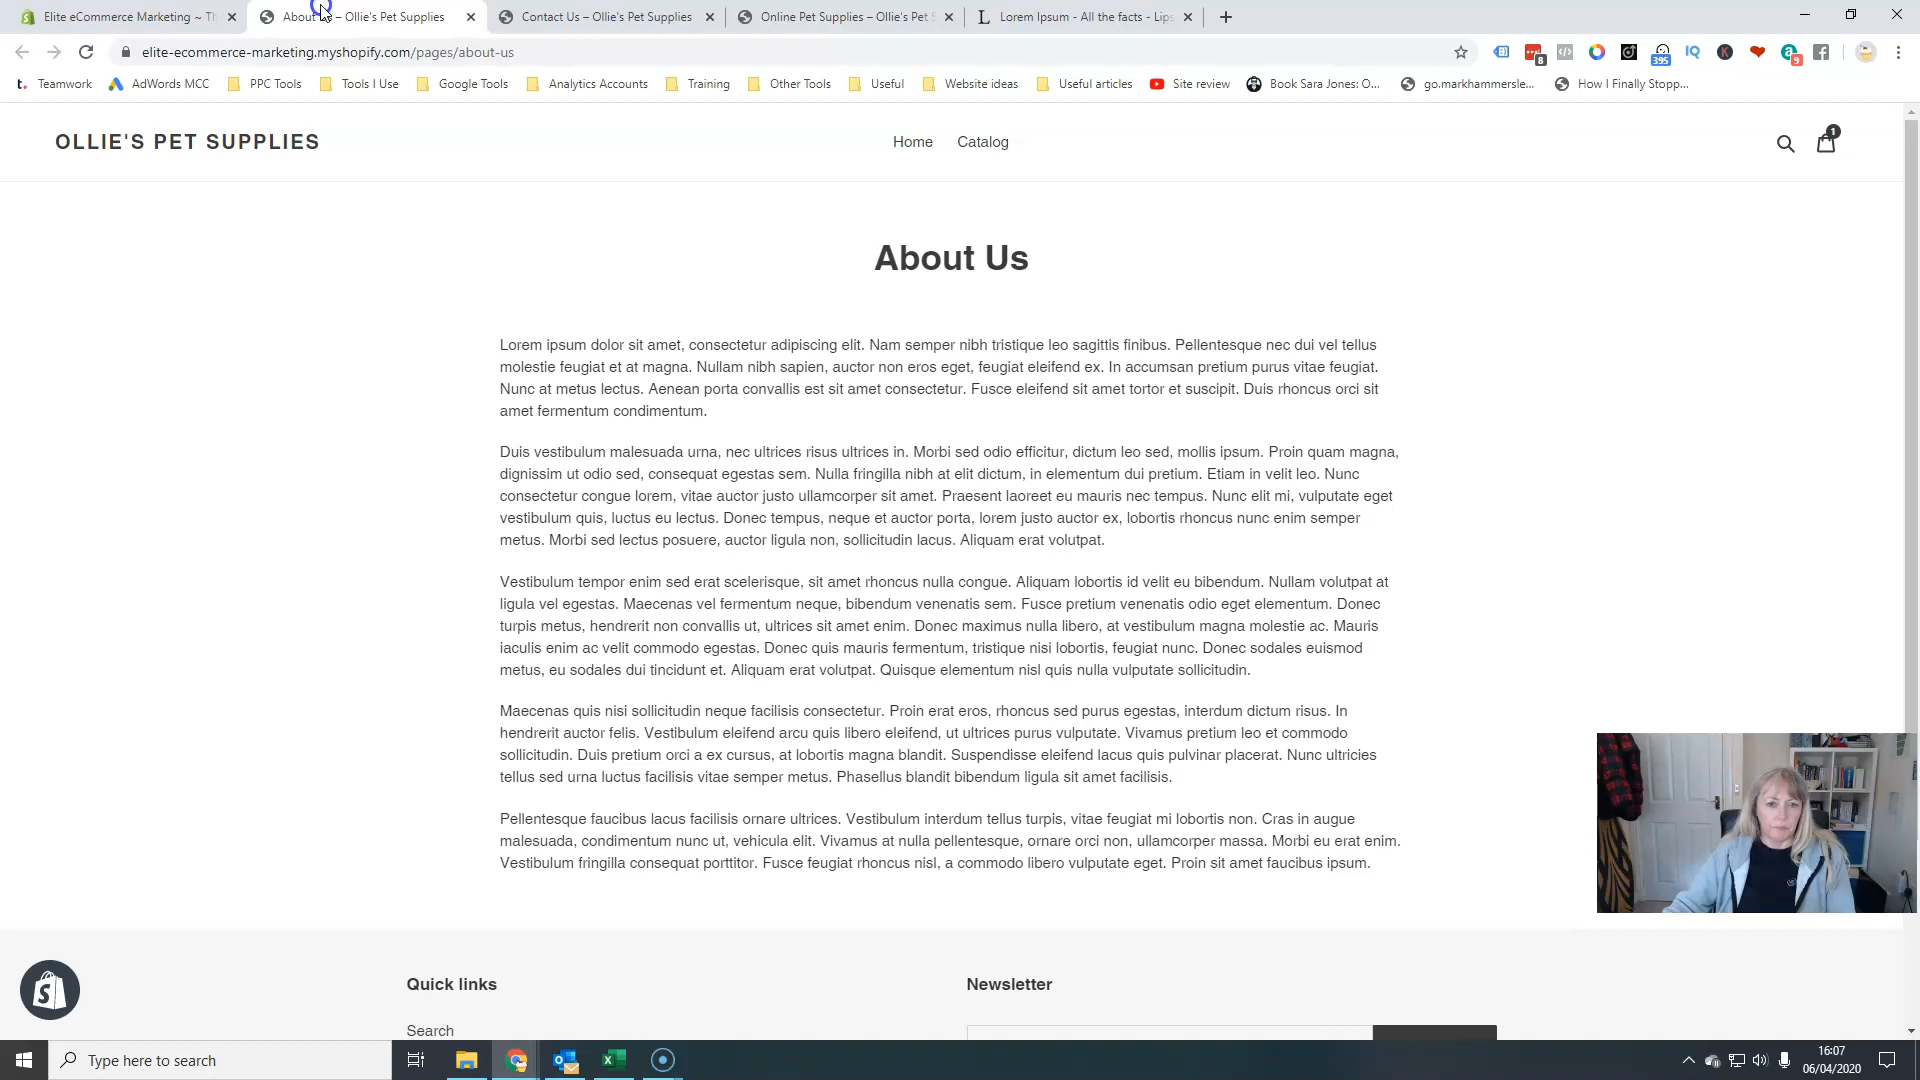 Elite eCommerce Marketing ~ Th
About – Ollie's Pet Supplies
Contact Us – Ollie's Pet Supplies
Online Pet Supplies – Ollie's Pet S
Lorem Ipsum - All the facts - Lips
elite-ecommerce-marketing.myshopify.com/pages/about-us
8
395
IQ
K
9
t. Teamwork
AdWords MCC
PPC Tools
Tools I Use
Google Tools
Analytics Accounts
Training
Other Tools
Useful
Website ideas
Useful articles
Site review
Book Sara Jones: O...
go.markhammersle...
How I Finally Stopp...
OLLIE'S PET SUPPLIES
Home
Catalog
1
About Us
Lorem ipsum dolor sit amet, consectetur adipiscing elit. Nam semper nibh tristique leo sagittis finibus. Pellentesque nec dui vel tellus
molestie feugiat et at magna. Nullam nibh sapien, auctor non eros eget, feugiat eleifend ex. In accumsan pretium purus vitae feugiat.
Nunc at metus lectus. Aenean porta convallis est sit amet consectetur. Fusce eleifend sit amet tortor et suscipit. Duis rhoncus orci sit
amet fermentum condimentum.
Duis vestibulum malesuada urna, nec ultrices risus ultrices in. Morbi sed odio efficitur, dictum leo sed, mollis ipsum. Proin quam magna,
dignissim ut odio sed, consequat egestas sem. Nulla fringilla nibh at elit dictum, in elementum dui pretium. Etiam in velit leo. Nunc
consectetur congue lorem, vitae auctor justo ullamcorper sit amet. Praesent laoreet eu mauris nec tempus. Nunc elit mi, vulputate eget
vestibulum quis, luctus eu lectus. Donec tempus, neque et auctor porta, lorem justo auctor ex, lobortis rhoncus nunc enim semper
metus. Morbi sed lectus posuere, auctor ligula non, sollicitudin lacus. Aliquam erat volutpat.
Vestibulum tempor enim sed erat scelerisque, sit amet rhoncus nulla congue. Aliquam lobortis id velit eu bibendum. Nullam volutpat at
ligula vel egestas. Maecenas vel fermentum neque, bibendum venenatis sem. Fusce pretium venenatis odio eget elementum. Donec
turpis metus, hendrerit non convallis ut, ultrices sit amet enim. Donec maximus nulla libero, at vestibulum magna molestie ac. Mauris
iaculis enim ac velit commodo egestas. Donec quis mauris fermentum, tristique nisi lobortis, feugiat nunc. Donec sodales euismod
metus, eu sodales dui tincidunt et. Aliquam erat volutpat. Quisque elementum nisl quis nulla vulputate sollicitudin.
Maecenas quis nisi sollicitudin neque facilisis consectetur. Proin erat eros, rhoncus sed purus egestas, interdum dictum risus. In
hendrerit auctor felis. Vestibulum eleifend arcu quis libero eleifend, ut ultrices purus vulputate. Vivamus pretium leo et commodo
sollicitudin. Duis pretium orci a ex cursus, at lobortis magna blandit. Suspendisse eleifend lacus quis pulvinar placerat. Nunc ultricies
tellus sed urna luctus facilisis vitae semper metus. Phasellus blandit bibendum ligula sit amet facilisis.
Pellentesque faucibus lacus facilisis ornare ultrices. Vestibulum interdum tellus turpis, vitae feugiat mi lobortis non. Cras in augue
malesuada, condimentum nunc ut, vehicula elit. Vivamus at nulla pellentesque, ornare orci non, ullamcorper massa. Morbi eu erat enim.
Vestibulum fringilla consequat porttitor. Fusce feugiat rhoncus nisl, a commodo libero vulputate eget. Proin sit amet faucibus ipsum.
Quick links
Newsletter
Search
Type here to search
16:07
06/04/2020